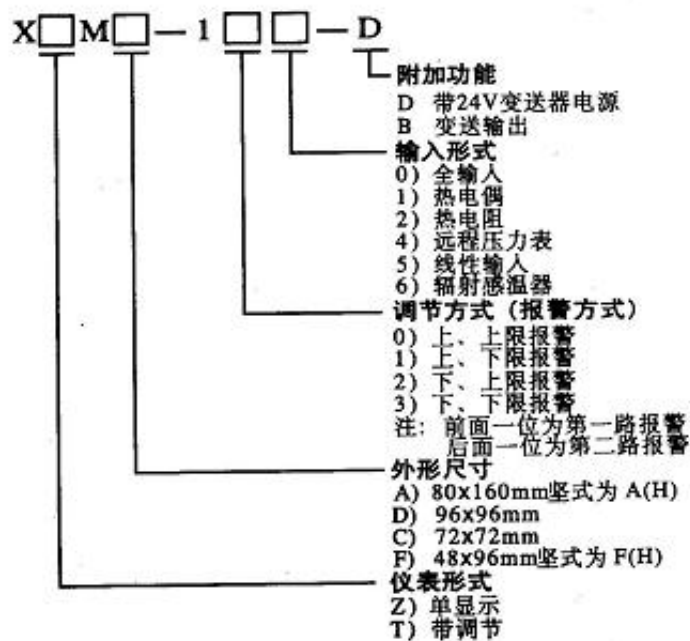 X□M□-1□□-D
附加功能
D 带24V变送器电源
B 变送输出
输入形式
0) 全输人
1) 热电偶
2) 热电阻
4) 远程压力表
5) 线性输入
6) 辐射感温器
调节方式(报警方式)
0) 上、上限报警
1) 上、下限报警
2) 下、上限报警
3) 下、下限报警
注: 前面一位为第一路报警
后面一位为第二路报警
外形尺寸
A) 80x160mm坚式为 A(H)
D) 96x96mm
C) 72x72mm
F) 48x96mm坚式为 F(H)
仪表形式
Z) 单显示
T) 带调节